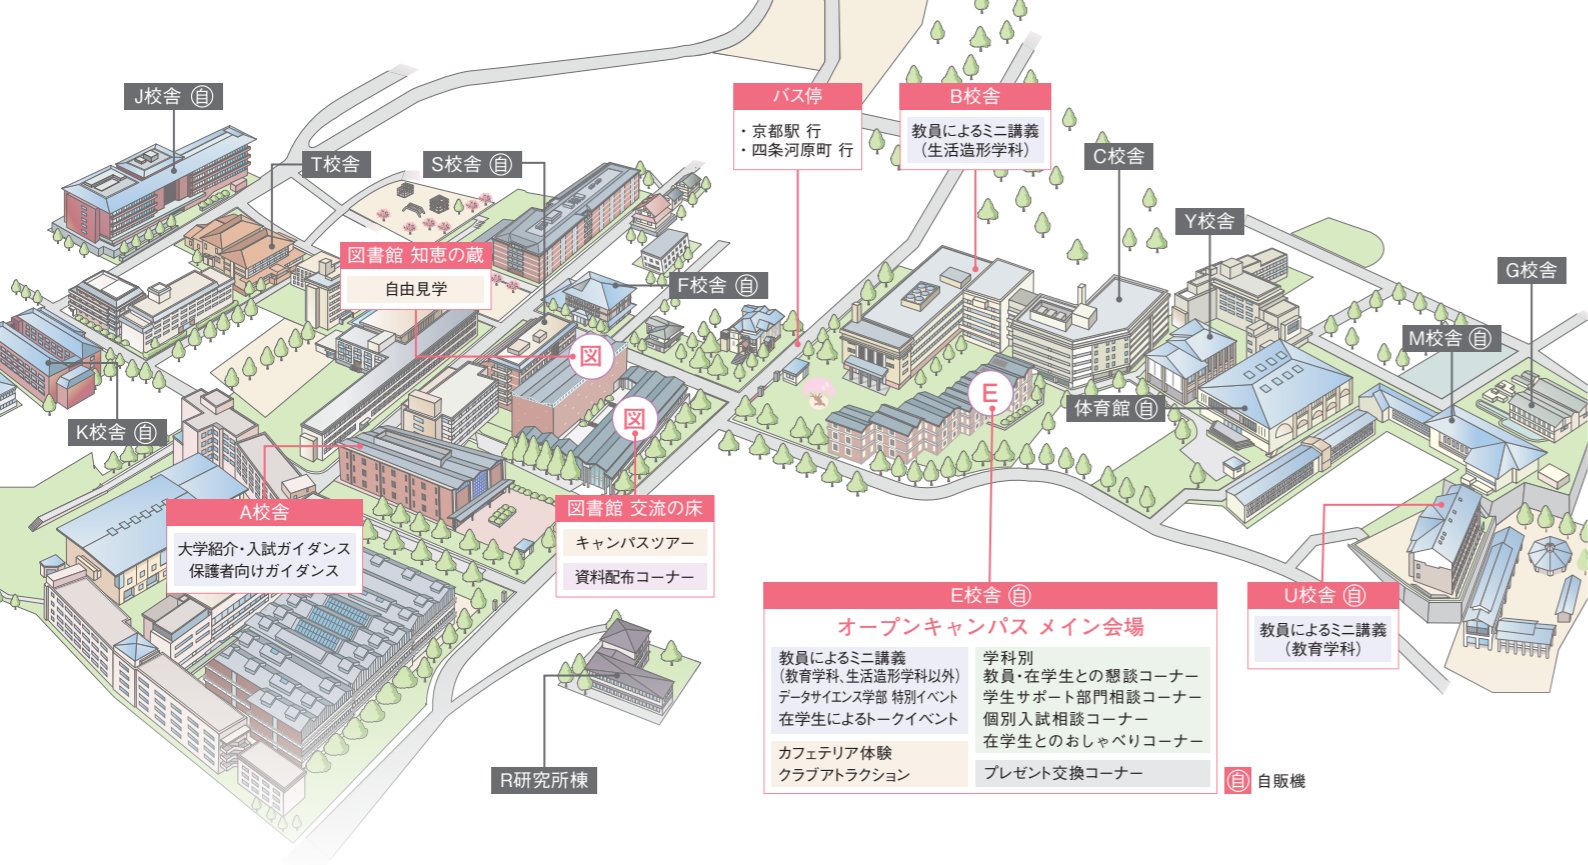 J校舎 自
T校舎
S校舎 自
図書館 知恵の蔵
自由見学
F校舎 自
バス停
・京都駅 行
・四条河原町 行
B校舎
教員によるミニ講義
（生活造形学科）
C校舎
Y校舎
G校舎
M校舎 自
体育館 自
K校舎 自
図
図
E
A校舎
大学紹介・入試ガイダンス
保護者向けガイダンス
図書館 交流の床
キャンパスツアー
資料配布コーナー
R研究所棟
E校舎 自
オープンキャンパス メイン会場
教員によるミニ講義
（教育学科、生活造形学科以外）
データサイエンス学部 特別イベント
在学生によるトークイベント
カフェテリア体験
クラブアトラクション
学科別
教員・在学生との懇談コーナー
学生サポート部門相談コーナー
個別入試相談コーナー
在学生とのおしゃべりコーナー
プレゼント交換コーナー
U校舎 自
教員によるミニ講義
（教育学科）
自 自販機